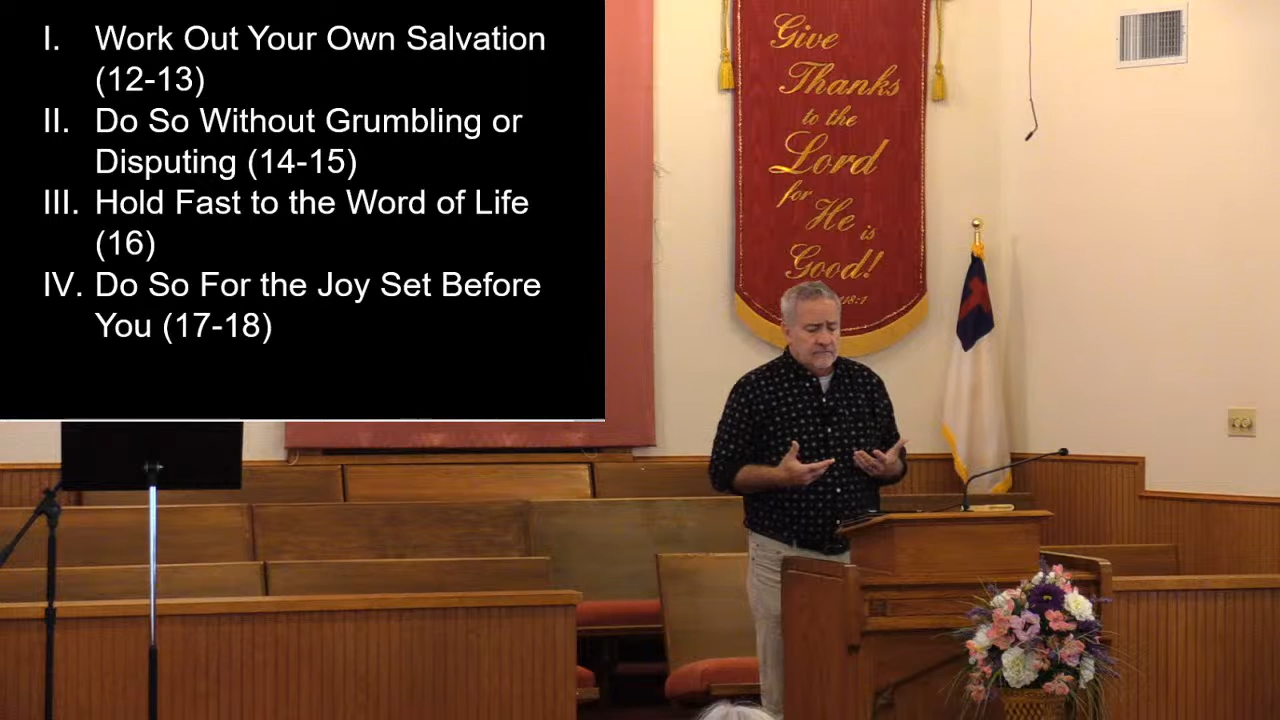 I. Work Out Your Own Salvation
(12-13)
II. Do So Without Grumbling or
Disputing (14-15)
III. Hold Fast to the Word of Life
(16)
IV. Do So For the Joy Set Before
You (17-18)
Give
Thanks
to the
Lord
for
He is
Good!
118:1